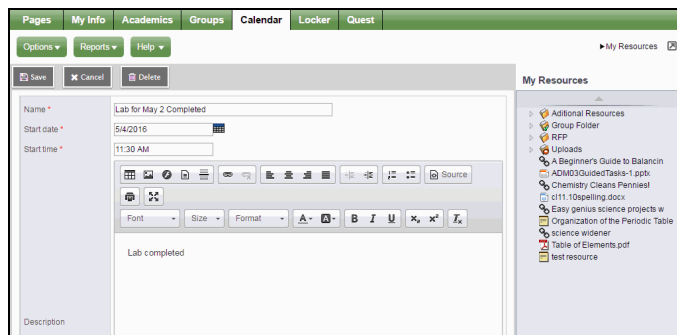 Pages My Info Academics Groups Calendar Locker Quest
Options Reports Help My Resources
Save Cancel Delete
My Resources
Name * Lab for May 2 Completed
Start date * 5/4/2016
Start time * 11:30 AM
Source
Font Size Format A A B I U x₂ x² Tx
Lab completed
Description
Aditional Resources
Group Folder
RFP
Uploads
A Beginner's Guide to Balancin
ADM03GuidedTasks-1.pptx
Chemistry Cleans Pennies!
cl11.10spelling.docx
Easy genius science projects w
Organization of the Periodic Table
science widener
Table of Elements.pdf
test resource